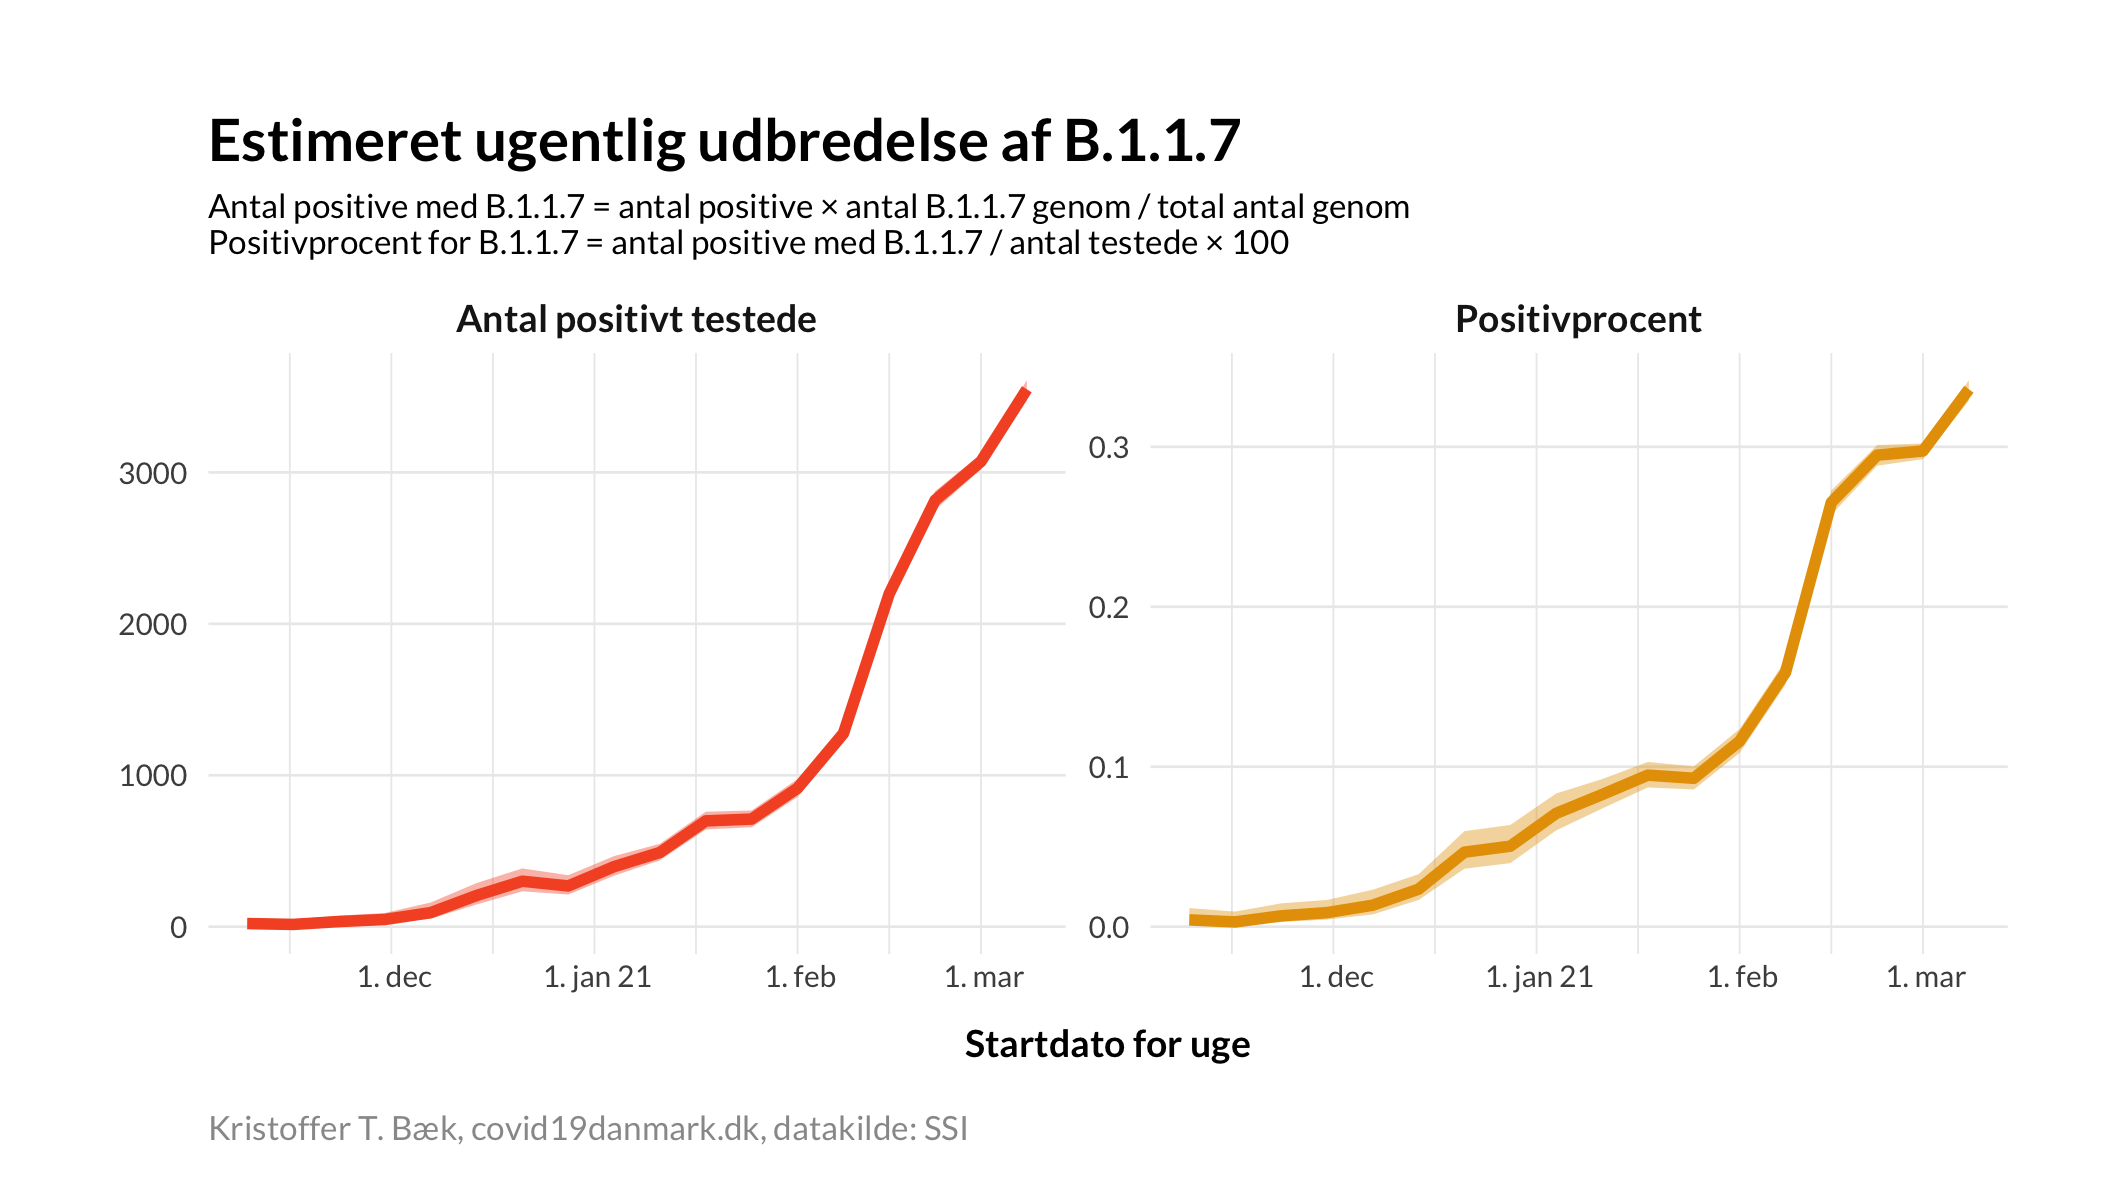 Estimeret ugentlig udbredelse af B.1.1.7
Antal positive med B.1.1.7 = antal positive × antal B.1.1.7 genom / total antal genom
Positivprocent for B.1.1.7 = antal positive med B.1.1.7 / antal testede × 100
Antal positivt testede
3000
2000
1000
0
1. dec
1. jan 21
1. feb
1. mar
Positivprocent
0.3
0.2
0.1
0.0
1. dec
1. jan 21
1. feb
1. mar
Startdato for uge
Kristoffer T. Bæk, covid19danmark.dk, datakilde: SSI